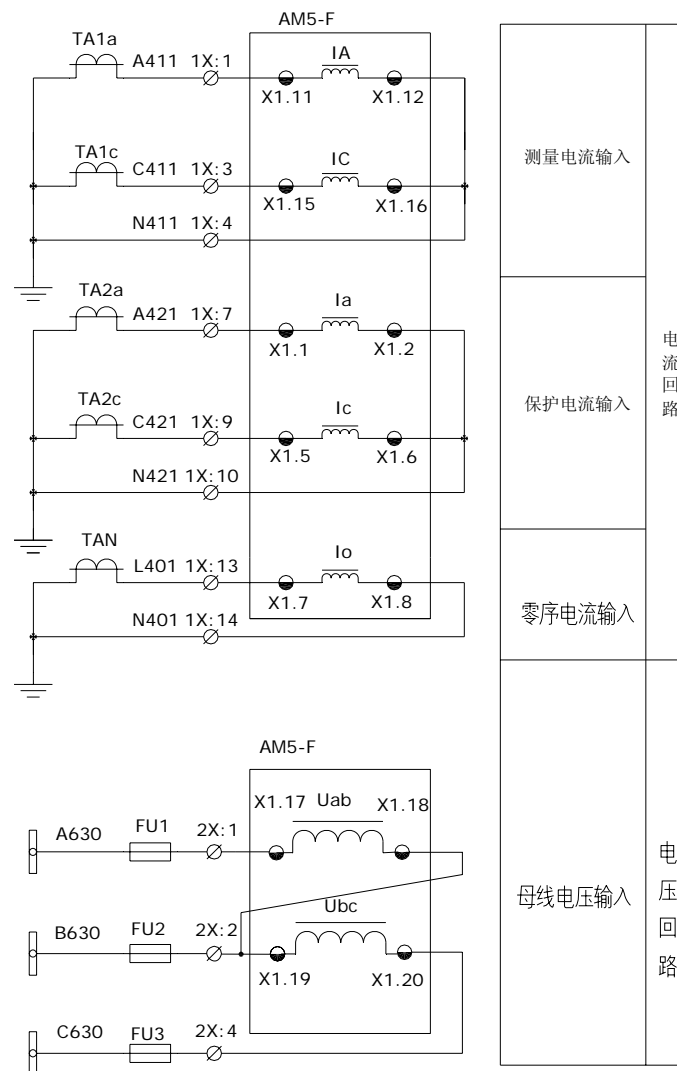 AM5-F
TA1a A411 1X:1 IA
X1.11 X1.12
TA1c C411 1X:3 IC
X1.15 X1.16
N411 1X:4
测量电流输入
TA2a A421 1X:7 Ia
X1.1 X1.2
TA2c C421 1X:9 Ic
X1.5 X1.6
N421 1X:10
保护电流输入
电
流
回
路
TAN L401 1X:13 Io
X1.7 X1.8
N401 1X:14
零序电流输入
AM5-F
X1.17 Uab X1.18
A630 FU1 2X:1
Ubc
B630 FU2 2X:2
X1.19 X1.20
C630 FU3 2X:4
母线电压输入
电
压
回
路